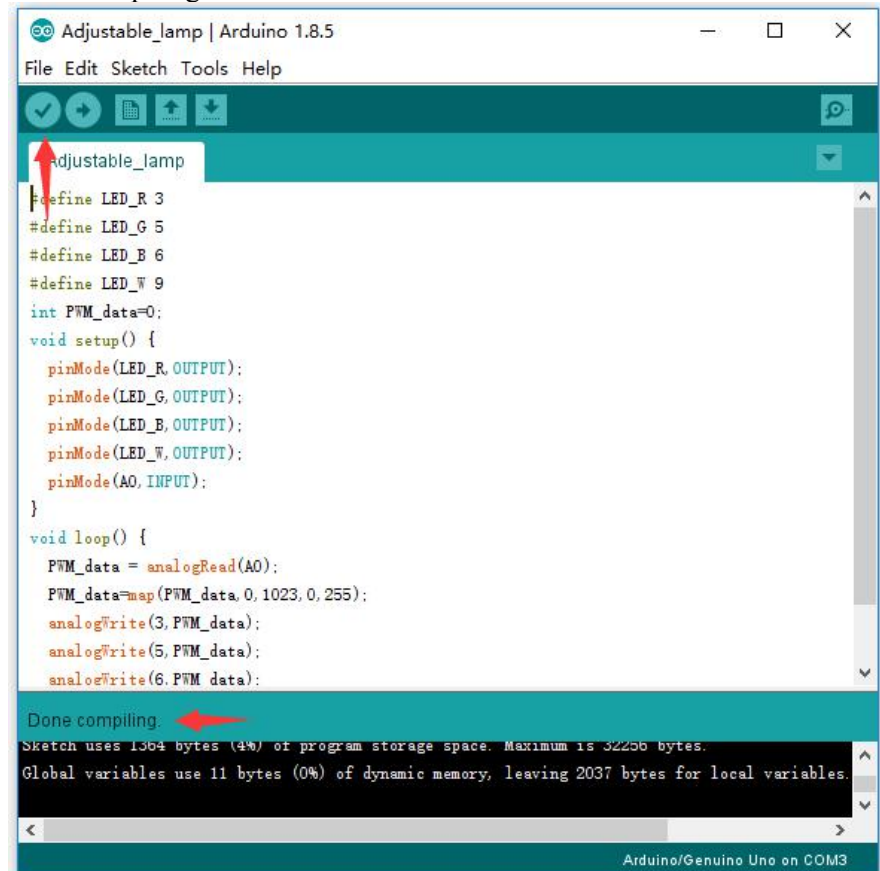 Adjustable_lamp | Arduino 1.8.5
File Edit Sketch Tools Help
Adjustable_lamp
#define LED_R 3
#define LED_G 5
#define LED_B 6
#define LED_W 9
int PWM_data=0;
void setup() {
pinMode(LED_R,OUTPUT);
pinMode(LED_G,OUTPUT);
pinMode(LED_B,OUTPUT);
pinMode(LED_W,OUTPUT);
pinMode(A0,INPUT);
}
void loop() {
PWM_data = analogRead(A0);
PWM_data=map(PWM_data,0,1023,0,255);
analogWrite(3,PWM_data);
analogWrite(5,PWM_data);
analogWrite(6,PWM_data);
Done compiling.
Sketch uses 1364 bytes (4%) of program storage space. Maximum is 32256 bytes.
Global variables use 11 bytes (0%) of dynamic memory, leaving 2037 bytes for local variables.
Arduino/Genuino Uno on COM3